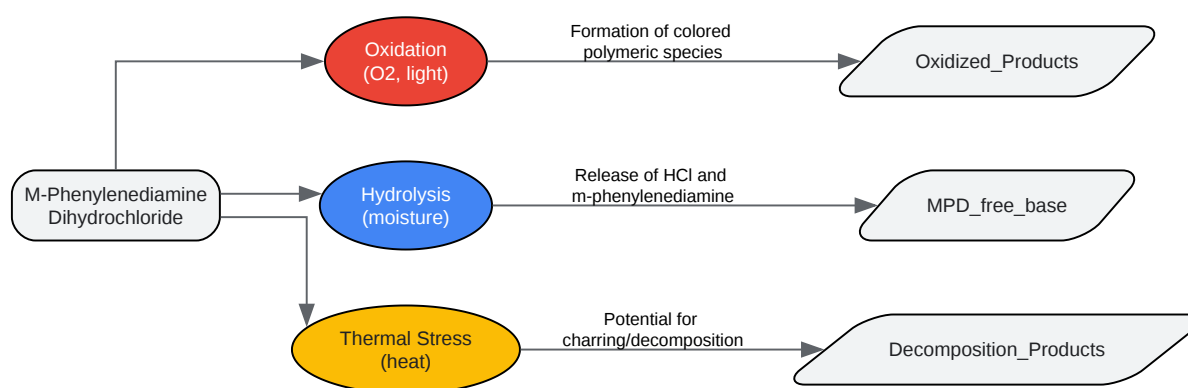 M-Phenylenediamine
Dihydrochloride
Oxidation
(O2, light)
Formation of colored
polymeric species
Oxidized_Products
Hydrolysis
(moisture)
Release of HCl and
m-phenylenediamine
MPD_free_base
Thermal Stress
(heat)
Potential for
charring/decomposition
Decomposition_Products